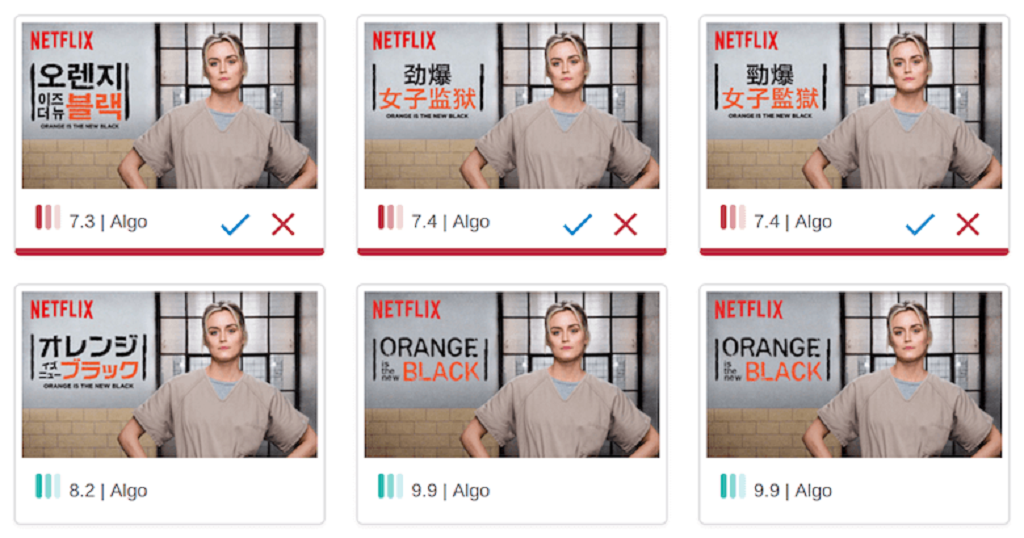 NETFLIX
오렌지
이즈
더 뉴 블랙
ORANGE IS THE NEW BLACK
7.3 | Algo
NETFLIX
劲爆
女子监狱
ORANGE IS THE NEW BLACK
7.4 | Algo
NETFLIX
勁爆
女子監獄
ORANGE IS THE NEW BLACK
7.4 | Algo
NETFLIX
オレンジ
イズ
ニュー ブラック
ORANGE IS THE NEW BLACK
8.2 | Algo
NETFLIX
ORANGE
is
the
new BLACK
9.9 | Algo
NETFLIX
ORANGE
is
the
new BLACK
9.9 | Algo